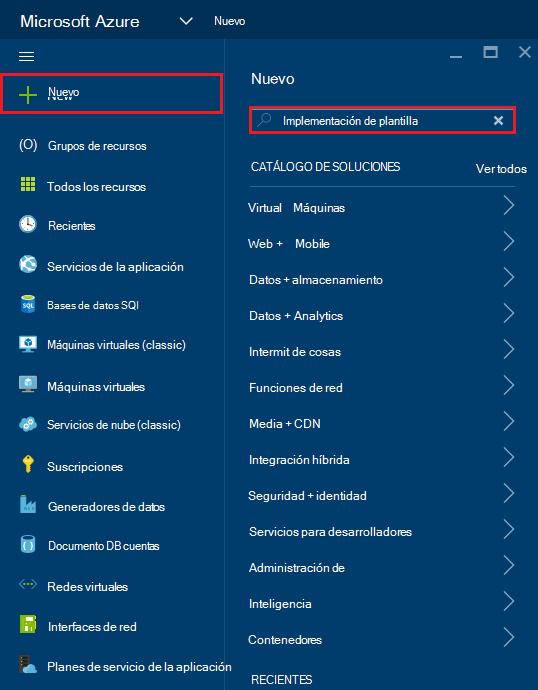 Microsoft Azure
Nuevo
Nuevo
New
Grupos de recursos
Todos los recursos
Recientes
Servicios de la aplicación
SQL
Bases de datos SQl
Máquinas virtuales (classic)
Máquinas virtuales
Servicios de nube (classic)
Suscripciones
Generadores de datos
Documento DB cuentas
Redes virtuales
Interfaces de red
Planes de servicio de la aplicación
Nuevo
Implementación de plantilla
CATÁLOGO DE SOLUCIONES
Ver todos
Virtual Máquinas
Web + Mobile
Datos + almacenamiento
Datos + Analytics
Intermit de cosas
Funciones de red
Media + CDN
Integración híbrida
Seguridad + identidad
Servicios para desarrolladores
Administración de
Inteligencia
Contenedores
RECIENTES